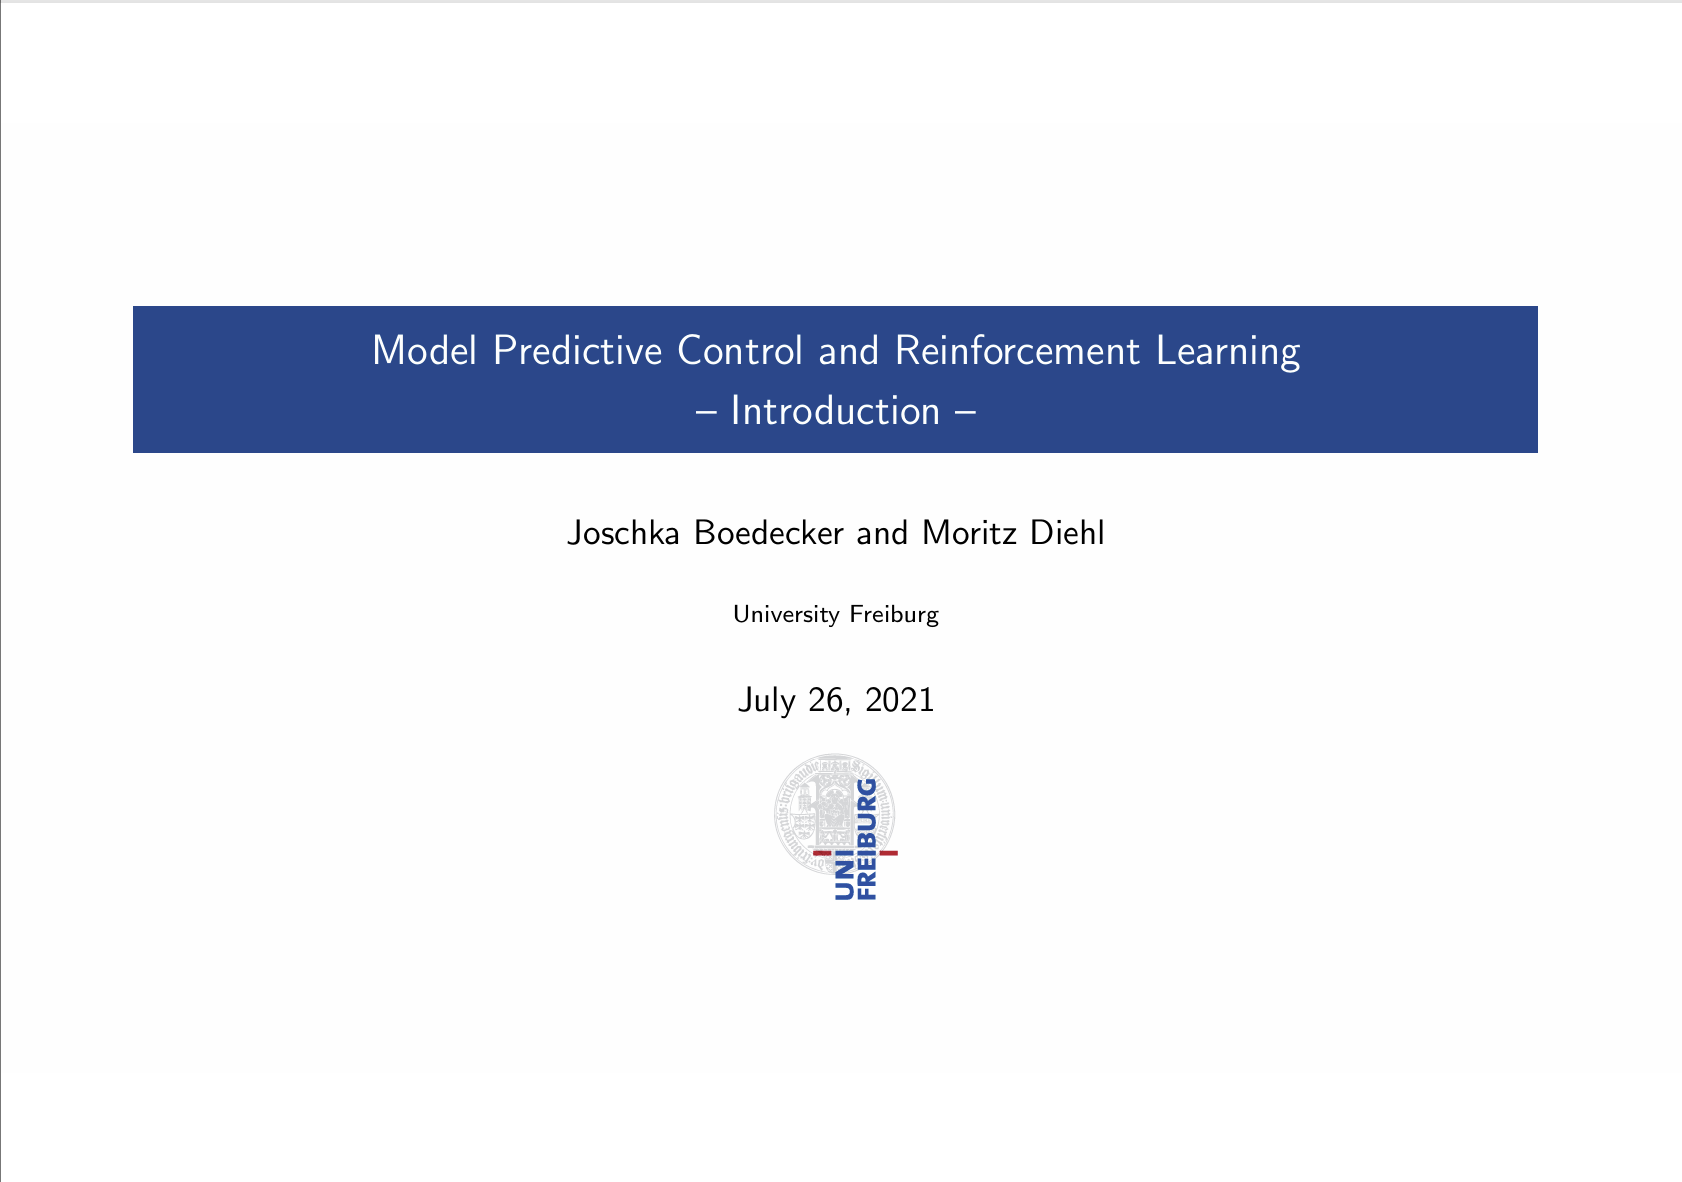 Model Predictive Control and Reinforcement Learning
– Introduction –
Joschka Boedecker and Moritz Diehl
University Freiburg
July 26, 2021
UNI
FREIBURG